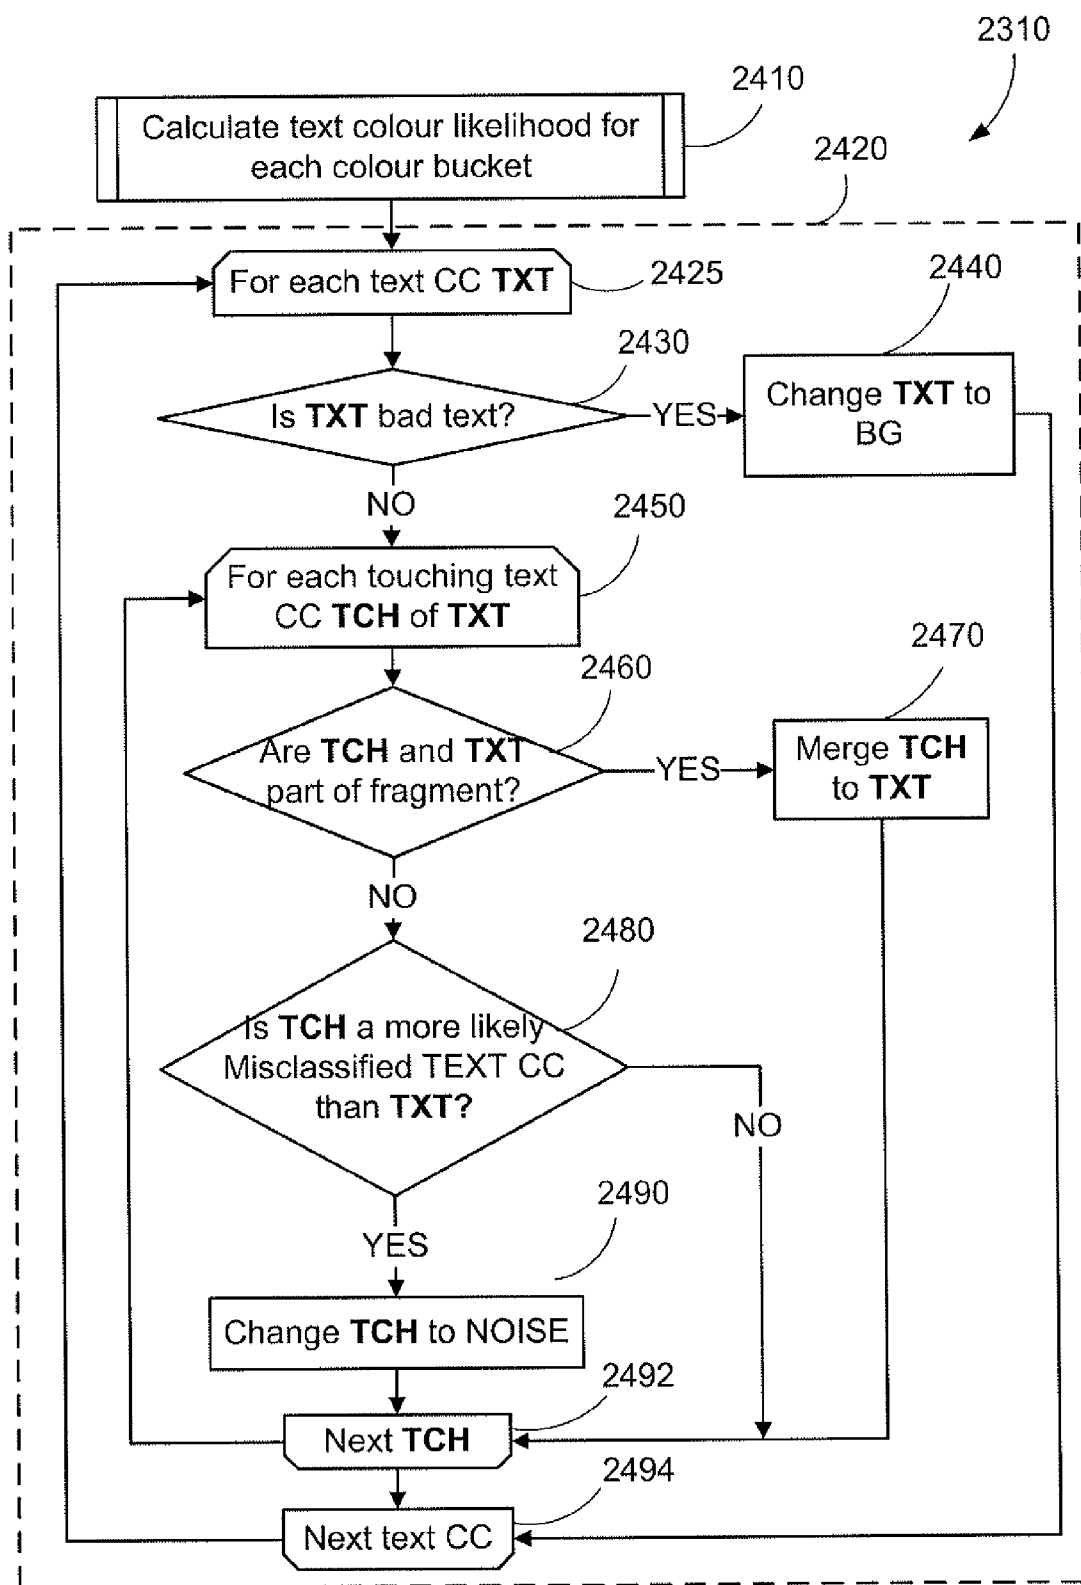 2310
2410
Calculate text colour likelihood for
each colour bucket
2420
For each text CC TXT
2425
2440
2430
Is TXT bad text?
YES
Change TXT to
BG
NO
2450
For each touching text
CC TCH of TXT
2470
2460
Are TCH and TXT
part of fragment?
YES
Merge TCH
to TXT
NO
2480
Is TCH a more likely
Misclassified TEXT CC
than TXT?
NO
2490
YES
Change TCH to NOISE
2492
Next TCH
2494
Next text CC